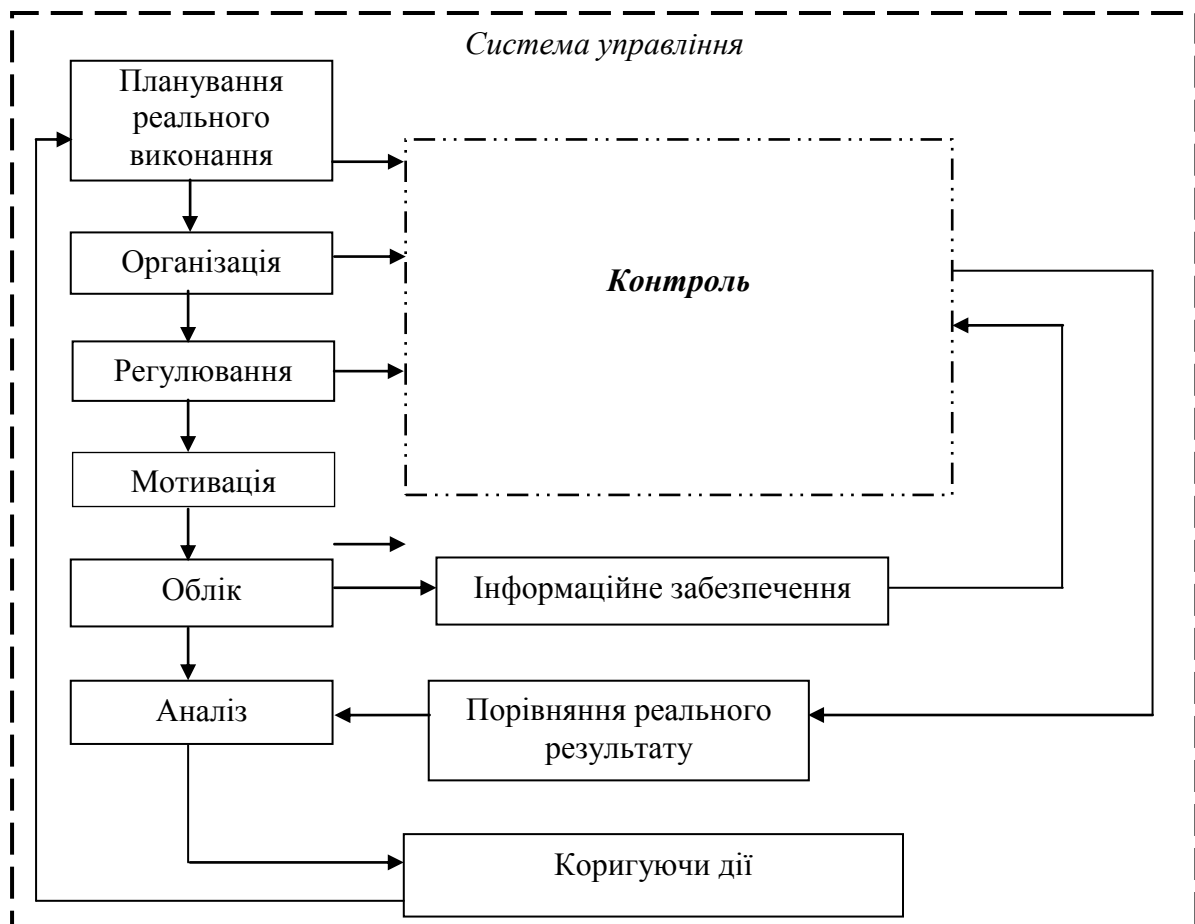 Система управління
Планування
реального
виконання
Організація
Контроль
Регулювання
Мотивація
Облік
Інформаційне забезпечення
Аналіз
Порівняння реального
результату
Коригуючи дії